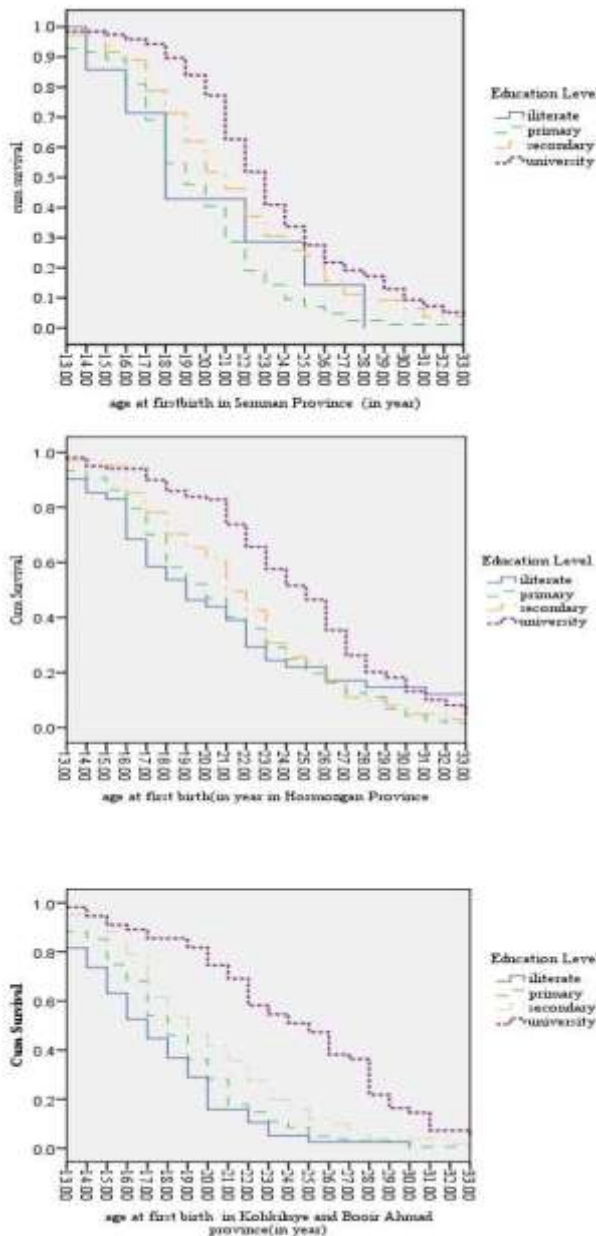 cum survival
1.0
0.9
0.8
0.7
0.6
0.5
0.4
0.3
0.2
0.1
0.0
13.00 14.00 15.00 16.00 17.00 18.00 19.00 20.00 21.00 22.00 23.00 24.00 25.00 26.00 27.00 28.00 29.00 30.00 31.00 32.00 33.00
age at firstbirth in Semnan Province (in year)
Education Level
iliterate
primary
secondary
university
Cum Survival
1.0
0.8
0.6
0.4
0.2
0.0
13.00 14.00 15.00 16.00 17.00 18.00 19.00 20.00 21.00 22.00 23.00 24.00 25.00 26.00 27.00 28.00 29.00 30.00 31.00 32.00 33.00
age at first birth(in year in Hosmozgan Province
Education Level
iliterate
primary
secondary
university
Cum Survival
1.0
0.8
0.6
0.4
0.2
0.0
13.00 14.00 15.00 16.00 17.00 18.00 19.00 20.00 21.00 22.00 23.00 24.00 25.00 26.00 27.00 28.00 29.00 30.00 31.00 32.00 33.00
age at first birth in and Ahmad
province(in year)
Education Level
iliterate
primary
secondary
university